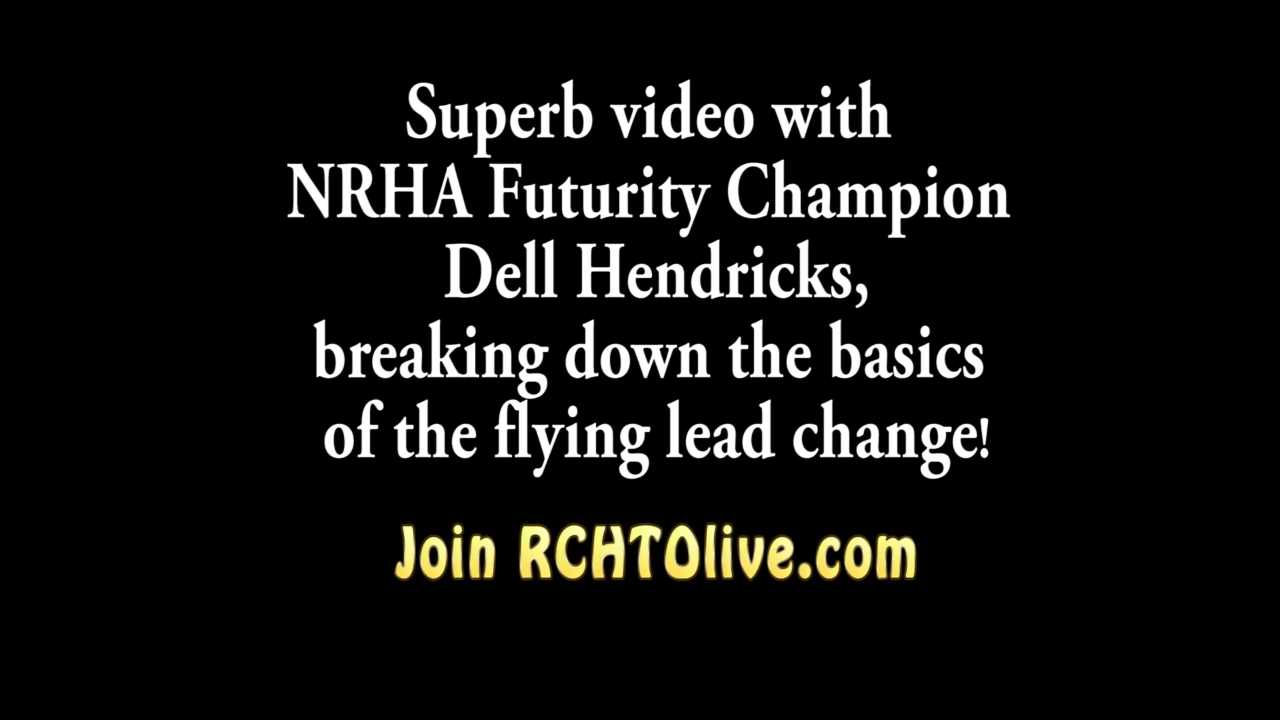 Superb video with
NRHA Futurity Champion
Dell Hendricks,
breaking down the basics
of the flying lead change!
Join RCHTOlive.com